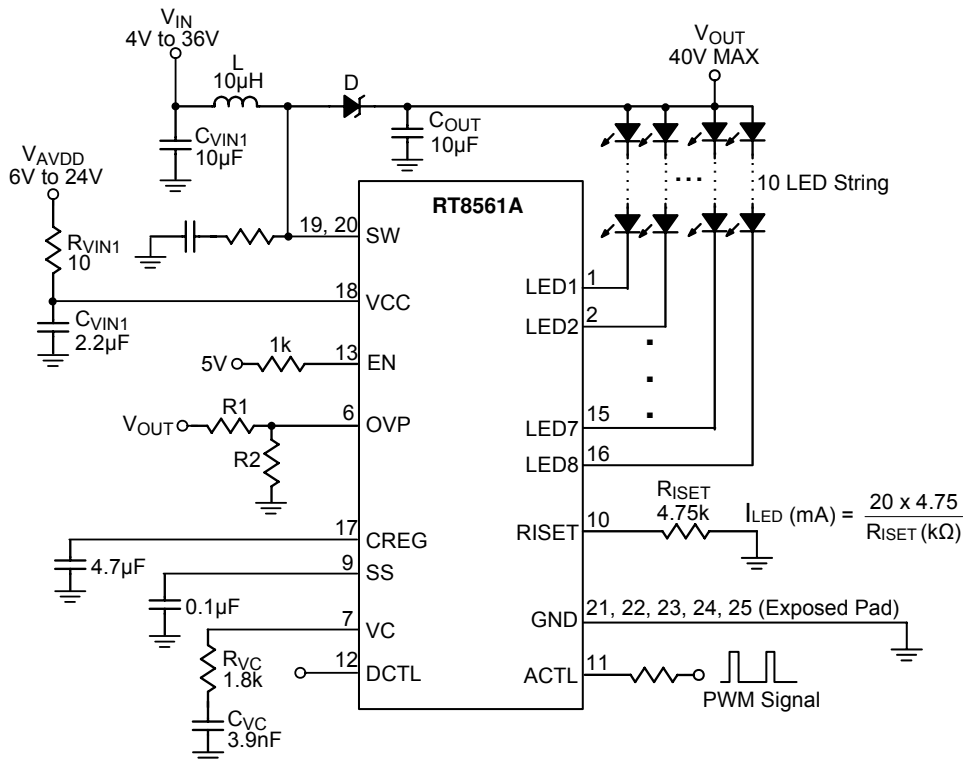 VIN
4V to 36V
L
10µH
D
VOUT
40V MAX
CVIN1
10µF
COUT
10µF
VAVDD
6V to 24V
RVIN1
10
CVIN1
2.2µF
10 LED String
RT8561A
19, 20
SW
18
VCC
1k
5V
13
EN
R1
VOUT
6
OVP
R2
17
CREG
4.7µF
9
SS
0.1µF
7
VC
RVC
1.8k
12
DCTL
CVC
3.9nF
LED1
1
LED2
2
LED7
15
LED8
16
RISET
10
RISET
4.75k
ILED (mA) = 20 x 4.75
RISET (kΩ)
GND
21, 22, 23, 24, 25 (Exposed Pad)
ACTL
11
PWM Signal